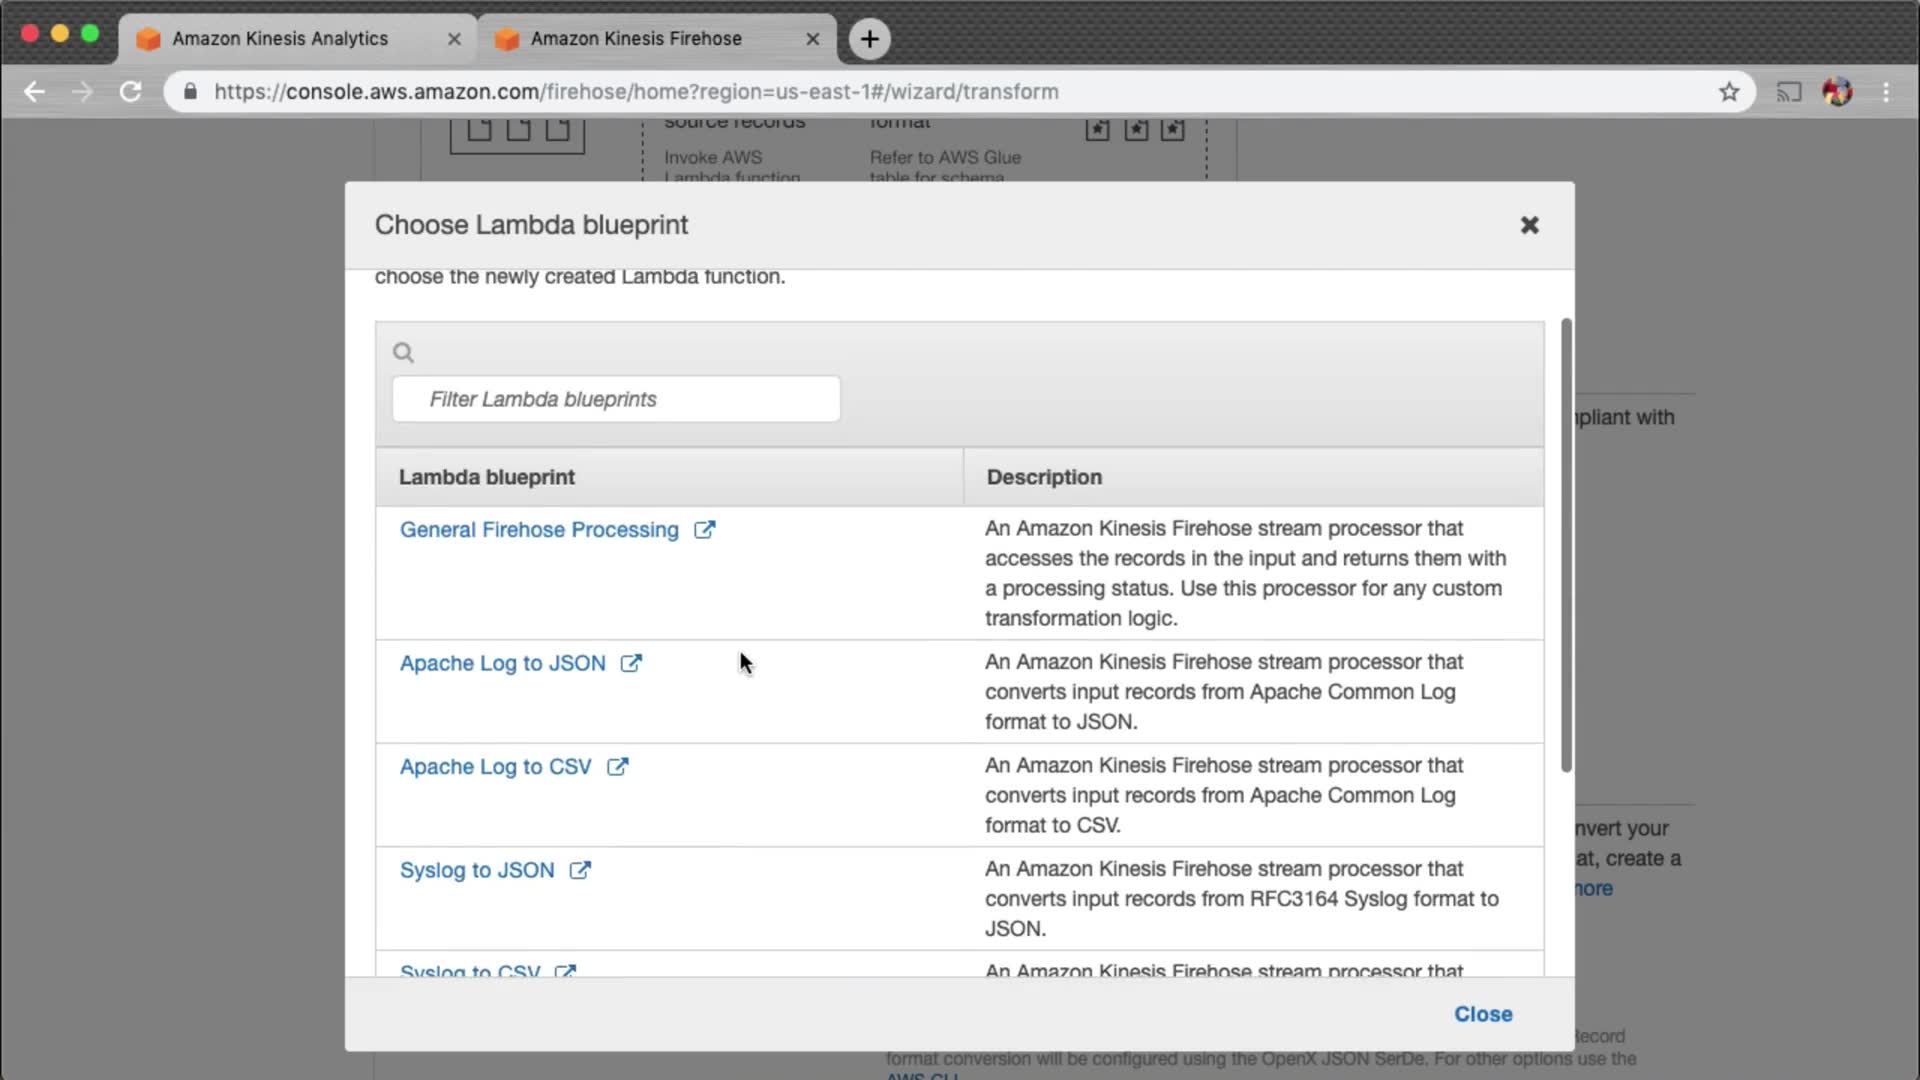 Amazon Kinesis Analytics
Amazon Kinesis Firehose
https://console.aws.amazon.com/firehose/home?region=us-east-1#/wizard/transform
source records
format
Invoke AWS
Lambda function
Refer to AWS Glue
table for schema
Choose Lambda blueprint
choose the newly created Lambda function.
Filter Lambda blueprints
Lambda blueprint
Description
General Firehose Processing
An Amazon Kinesis Firehose stream processor that
accesses the records in the input and returns them with
a processing status. Use this processor for any custom
transformation logic.
Apache Log to JSON
An Amazon Kinesis Firehose stream processor that
converts input records from Apache Common Log
format to JSON.
Apache Log to CSV
An Amazon Kinesis Firehose stream processor that
converts input records from Apache Common Log
format to CSV.
Syslog to JSON
An Amazon Kinesis Firehose stream processor that
converts input records from RFC3164 Syslog format to
JSON.
Syslog to CSV
An Amazon Kinesis Firehose stream processor that
Close
npliant with
nvert your
at, create a
more
Record
format conversion will be configured using the OpenX JSON SerDe. For other options use the
AWS CLI